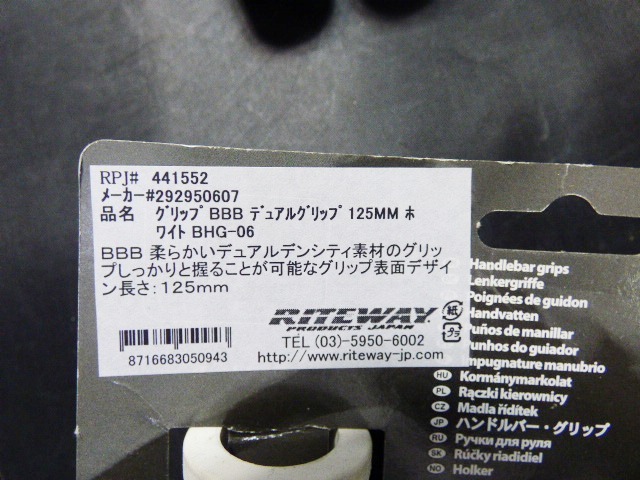 RPJ# 441552
メーカー#292950607
品名 ｸﾞﾘｯﾌﾟ BBB ﾃﾞｭｱﾙｸﾞﾘｯﾌﾟ 125MM ﾎ
ﾜｲﾄ BHG-06
BBB 柔らかいデュアルデンシティ素材のグリッ
プしっかりと握ることが可能なグリップ表面デザイ
ン長さ:125mm
RITEWAY
PRODUCTS JAPAN
紙
プラ
TEL (03)-5950-6002
http://www.riteway-jp.com
8716683050943
Handlebar grips
Lenkergriffe
Poignées de guidon
Handvatten
Puños de manillar
Punhos do guiador
Impugnature manubrio
HU Kormánymarkolat
PL Rączki kierownicy
CZ Madla řídítek
JP ハンドルバー・グリップ
RU Ручки для руля
SK Rúčky riadidiel
NO Holker